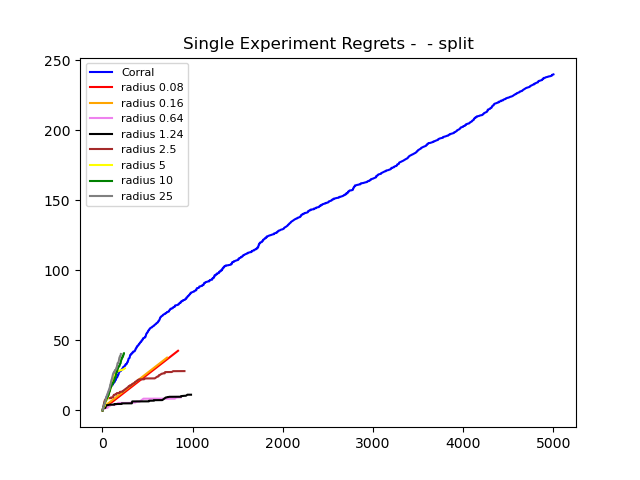 Single Experiment Regrets -  - split
250
200
150
100
50
0
Corral
radius 0.08
radius 0.16
radius 0.64
radius 1.24
radius 2.5
radius 5
radius 10
radius 25
0 1000 2000 3000 4000 5000